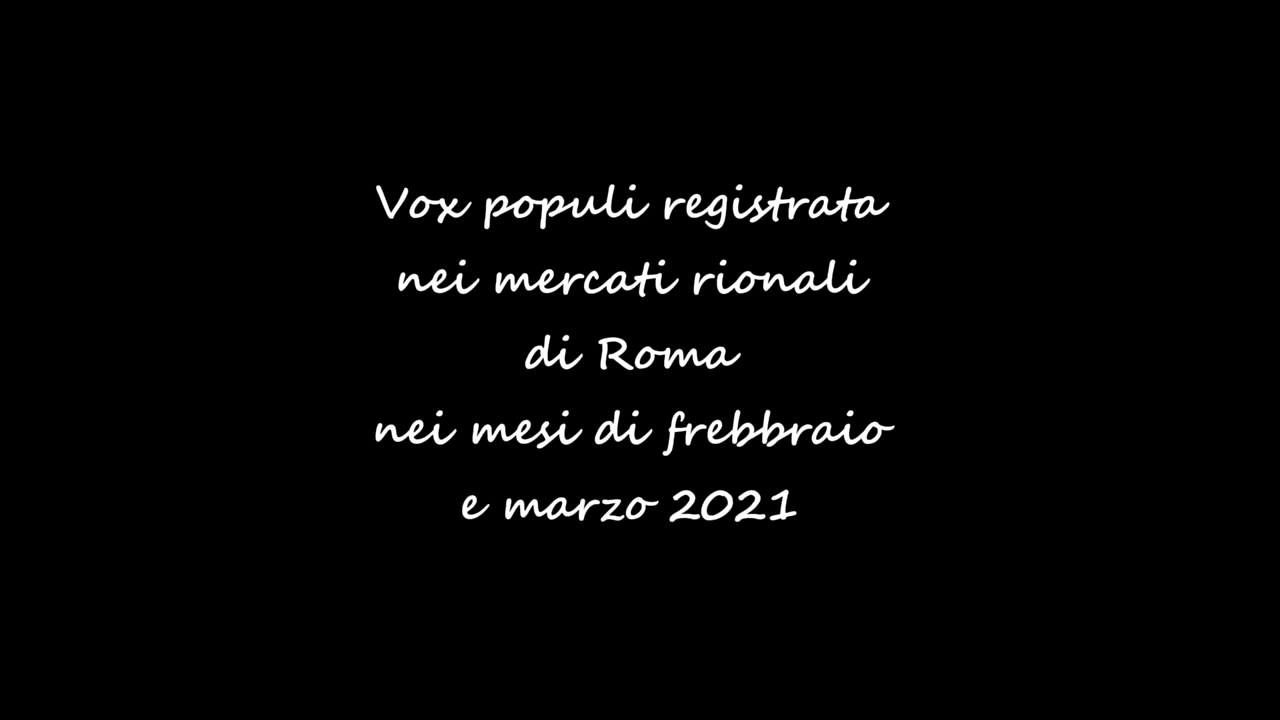 Vox populi registrata
nei mercati rionali
di Roma
nei mesi di frebbraio
e marzo 2021